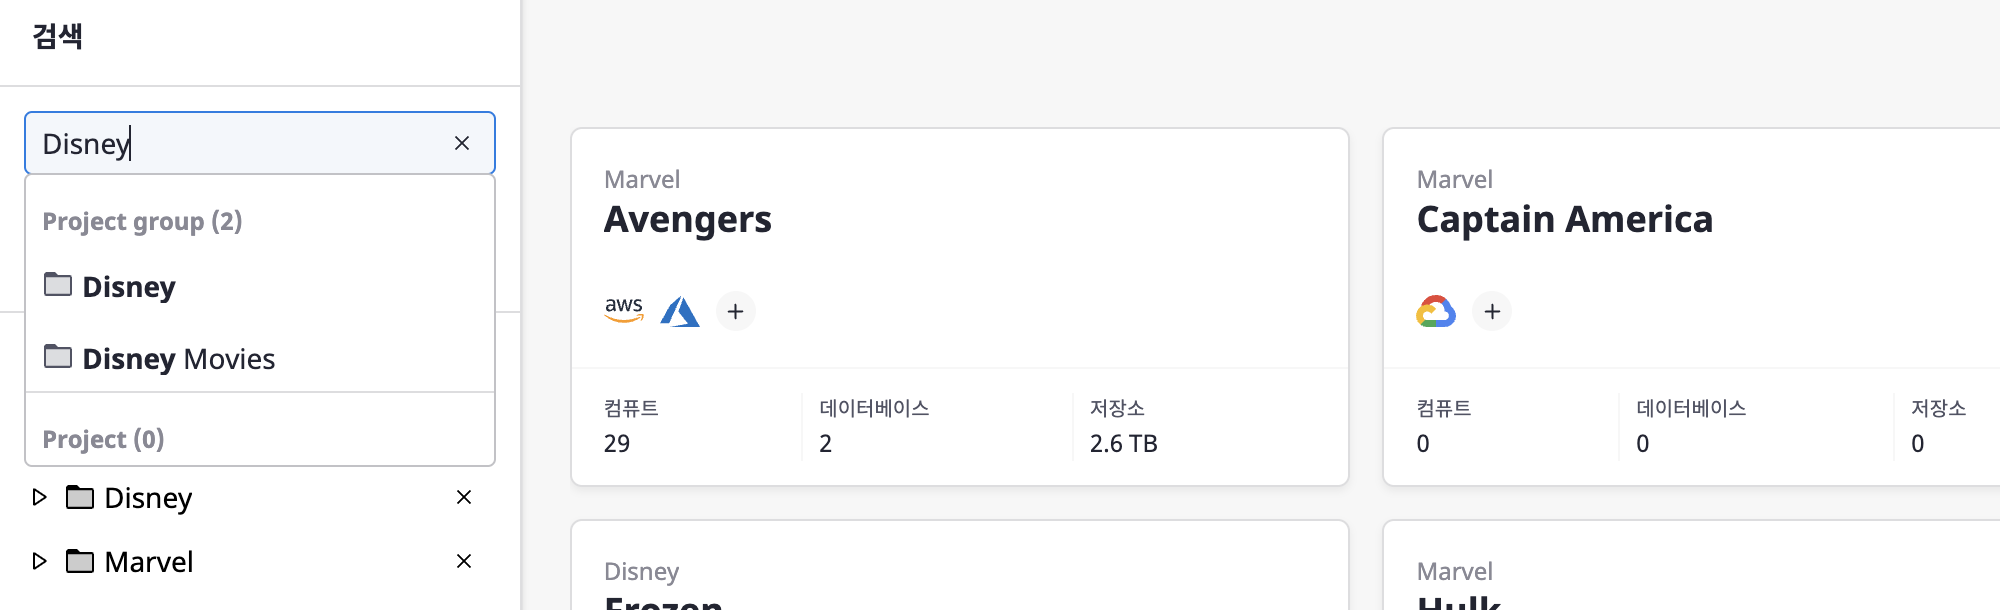 검색
Disney
Project group (2)
Disney
Disney Movies
Project (0)
Disney
Marvel
Marvel
Avengers
aws
컴퓨트
29
데이터베이스
2
저장소
2.6 TB
Marvel
Captain America
컴퓨트
0
데이터베이스
0
저장소
0
Disney
Frozen
Marvel
Hulk